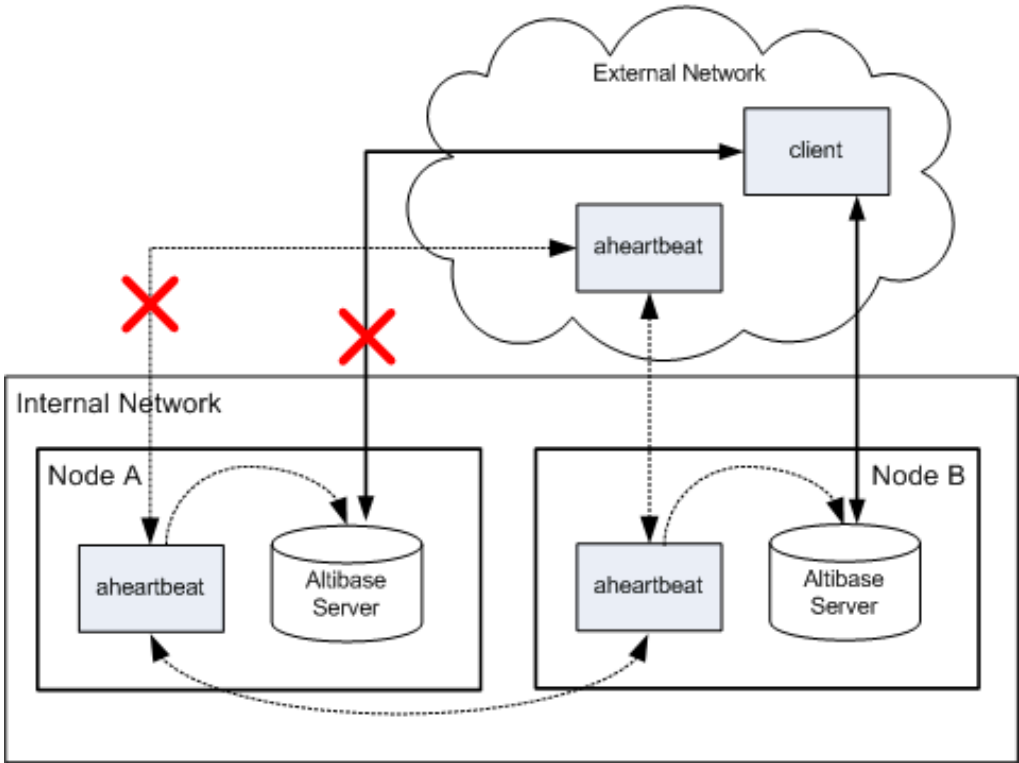 External Network
client
aheartbeat
Internal Network
Node A
aheartbeat
Altibase
Server
Node B
aheartbeat
Altibase
Server